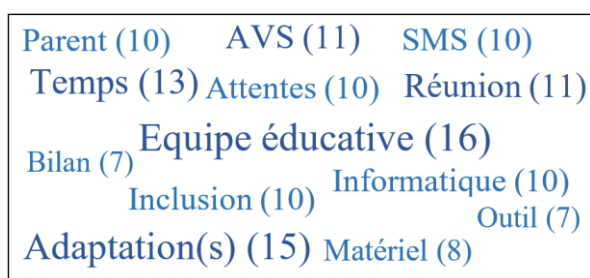 Parent (10) AVS (11) SMS (10)
Temps (13) Attentes (10) Réunion (11)
Equipe éducative (16)
Bilan (7)
Informatique (10)
Inclusion (10)
Outil (7)
Adaptation(s) (15) Matériel (8)